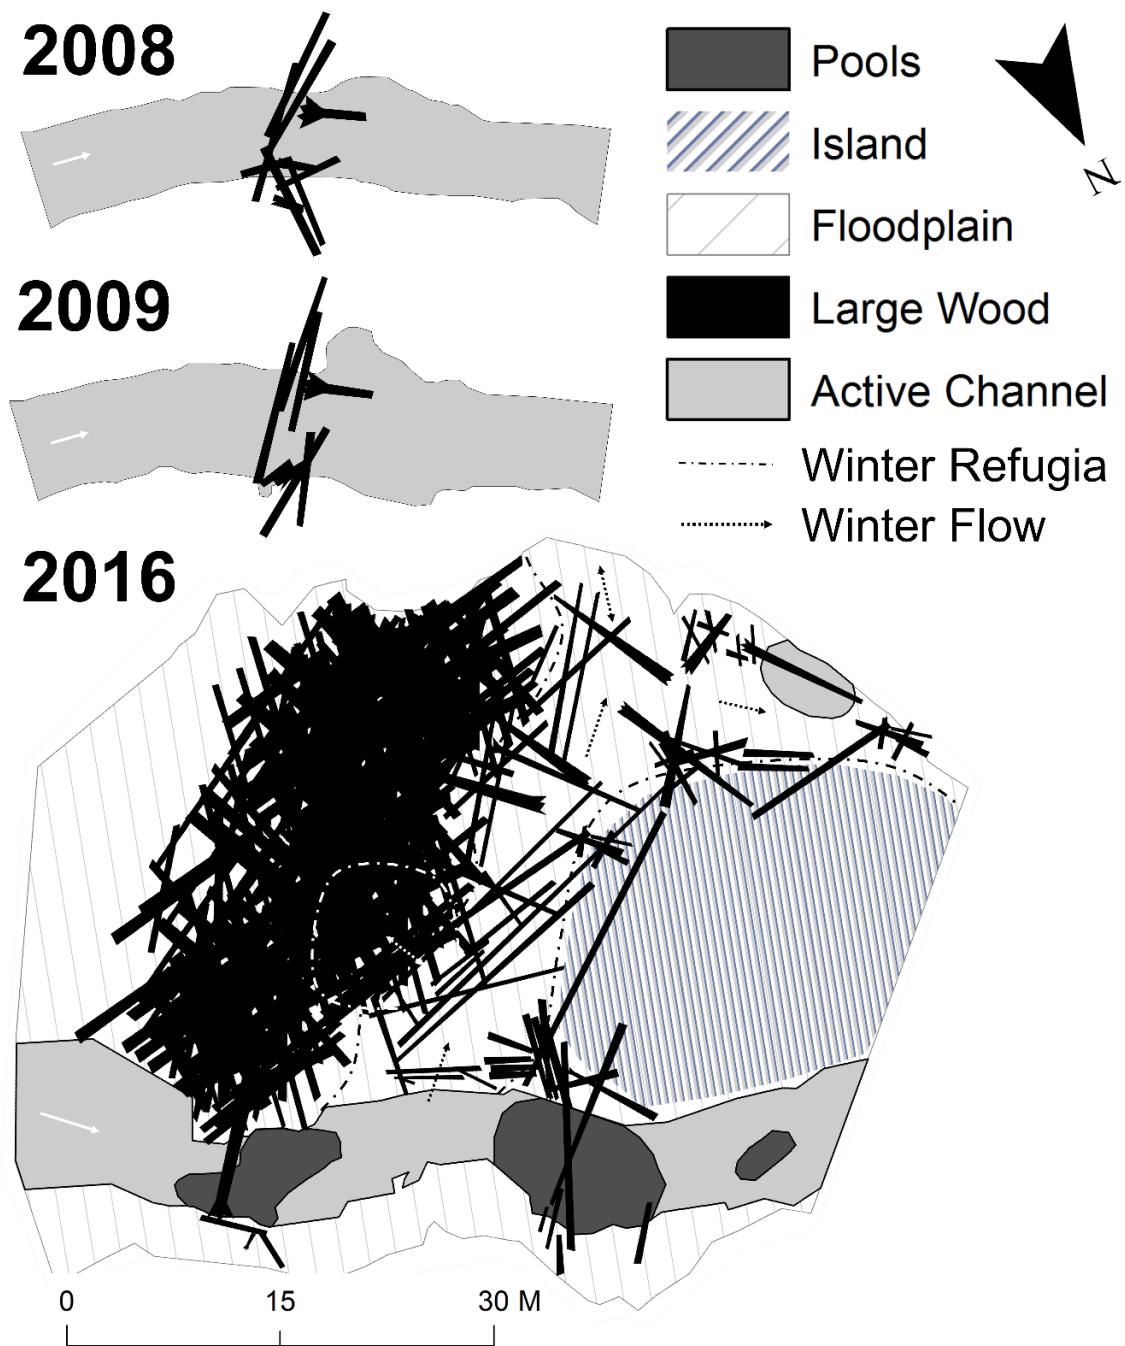 2008
Pools
Island
Floodplain
Large Wood
Active Channel
Winter Refugia
Winter Flow
N
2009
2016
0 15 30 M